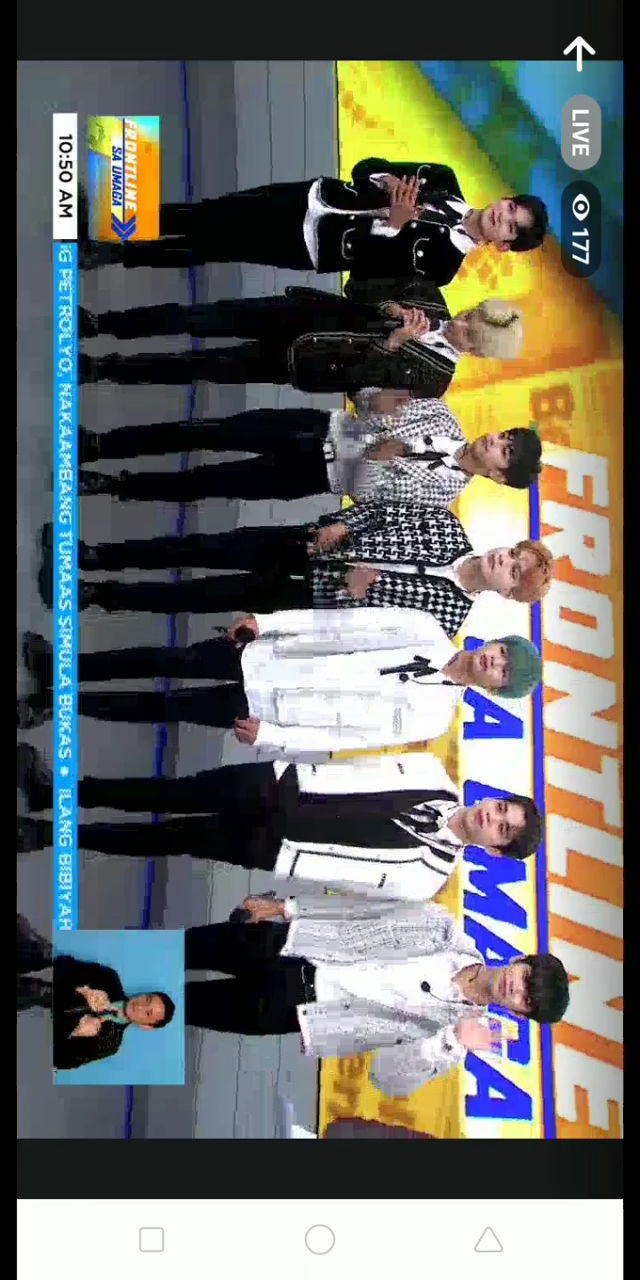 LIVE
177
FRONTLINE
SA UMAGA
FRONTLINE
SA UMAGA
10:50 AM
G PETROLYO, NAKAAMBANG TUMAAS SIMULA BUKAS • ILANG BIBIYAH